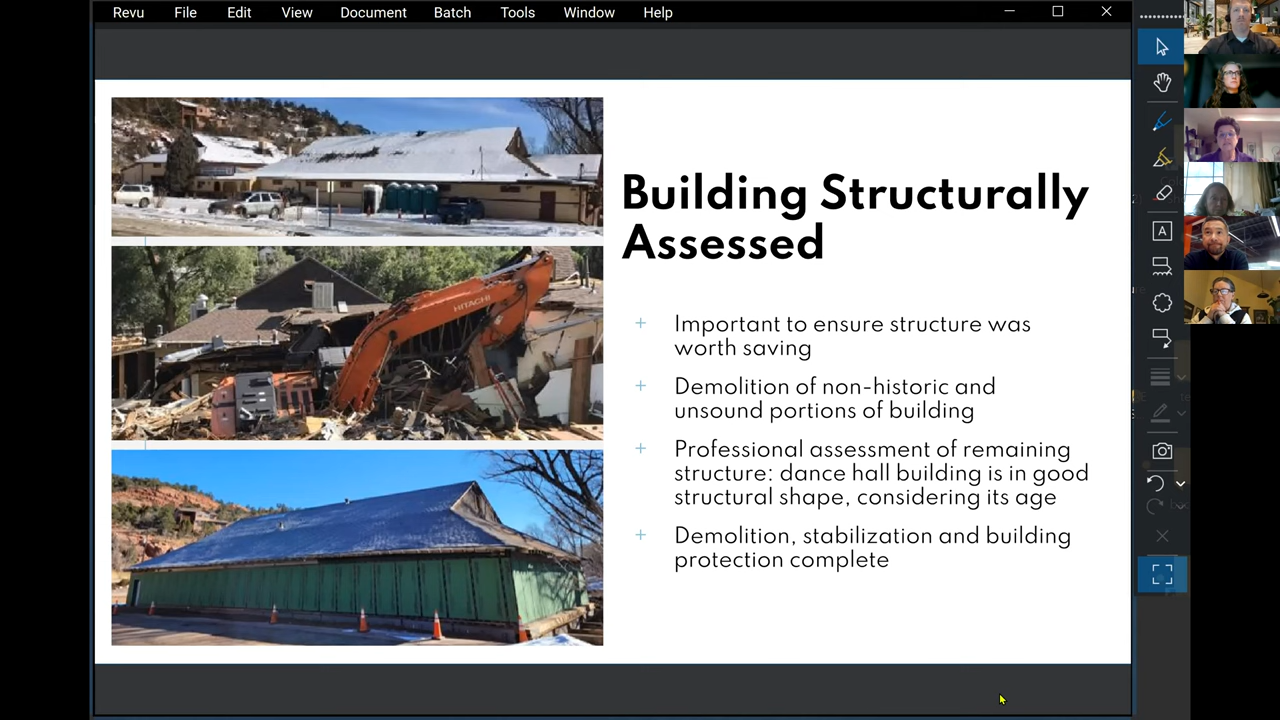 Revu File Edit View Document Batch Tools Window Help
HITACHI
Building Structurally
Assessed
+ Important to ensure structure was
worth saving
+ Demolition of non-historic and
unsound portions of building
+ Professional assessment of remaining
structure: dance hall building is in good
structural shape, considering its age
+ Demolition, stabilization and building
protection complete
A